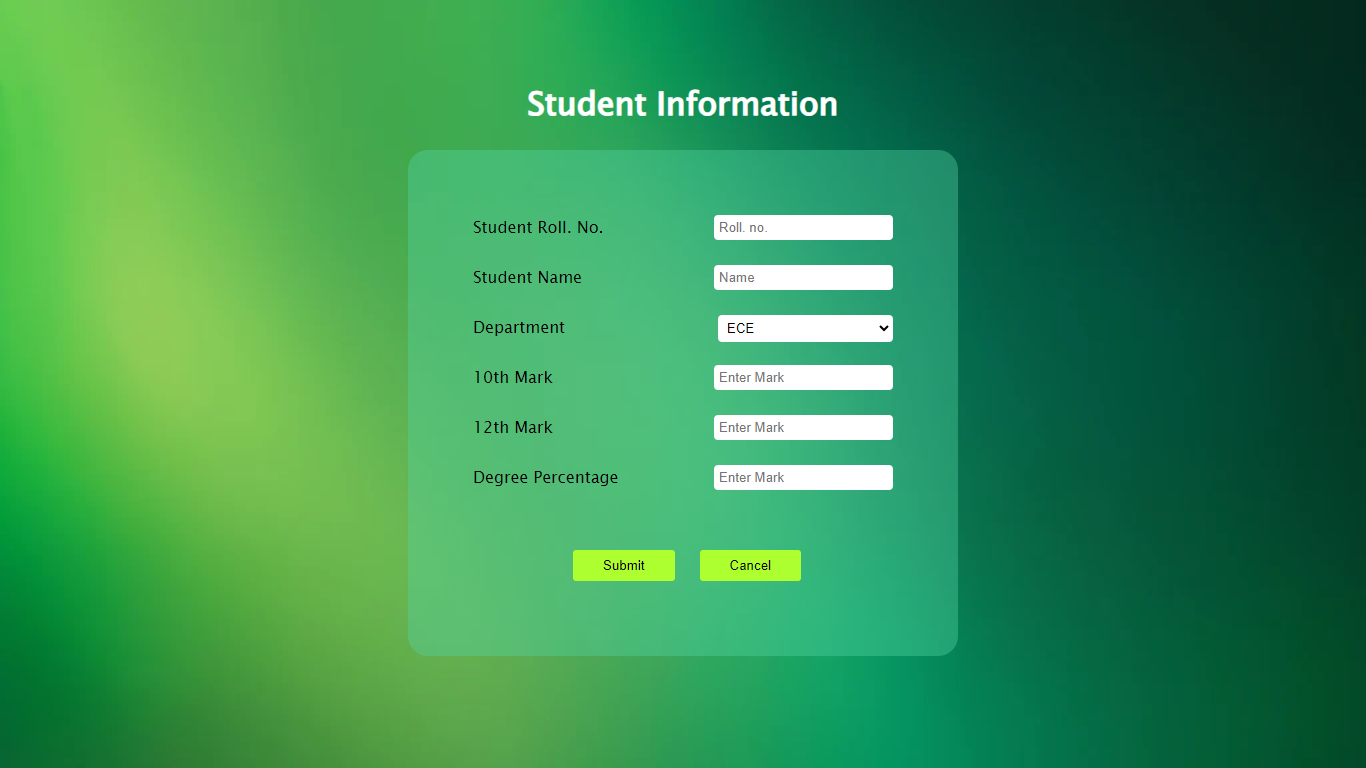 Student Information
Student Roll. No. Roll. no.
Student Name Name
Department ECE
10th Mark Enter Mark
12th Mark Enter Mark
Degree Percentage Enter Mark
Submit Cancel